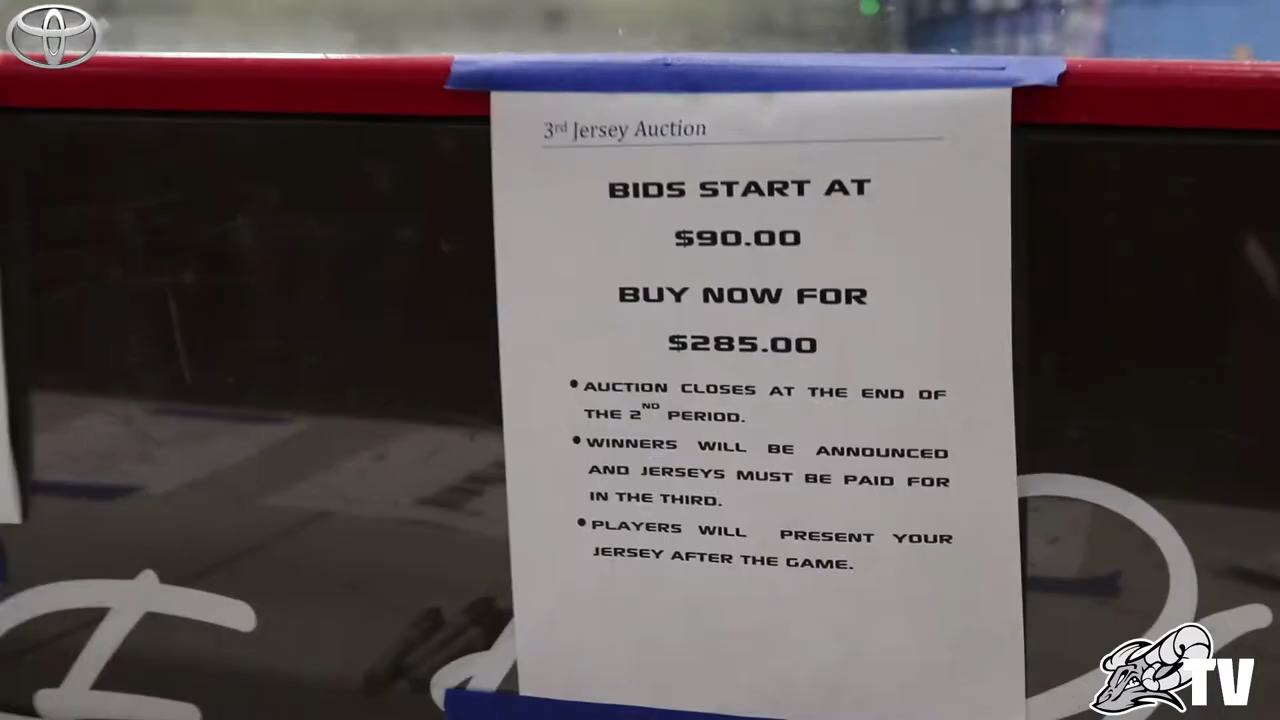 3rd Jersey Auction
BIDS START AT
$90.00
BUY NOW FOR
$285.00
• AUCTION CLOSES AT THE END OF
THE 2ND PERIOD.
• WINNERS WILL BE ANNOUNCED
AND JERSEYS MUST BE PAID FOR
IN THE THIRD.
• PLAYERS WILL PRESENT YOUR
JERSEY AFTER THE GAME.
TV